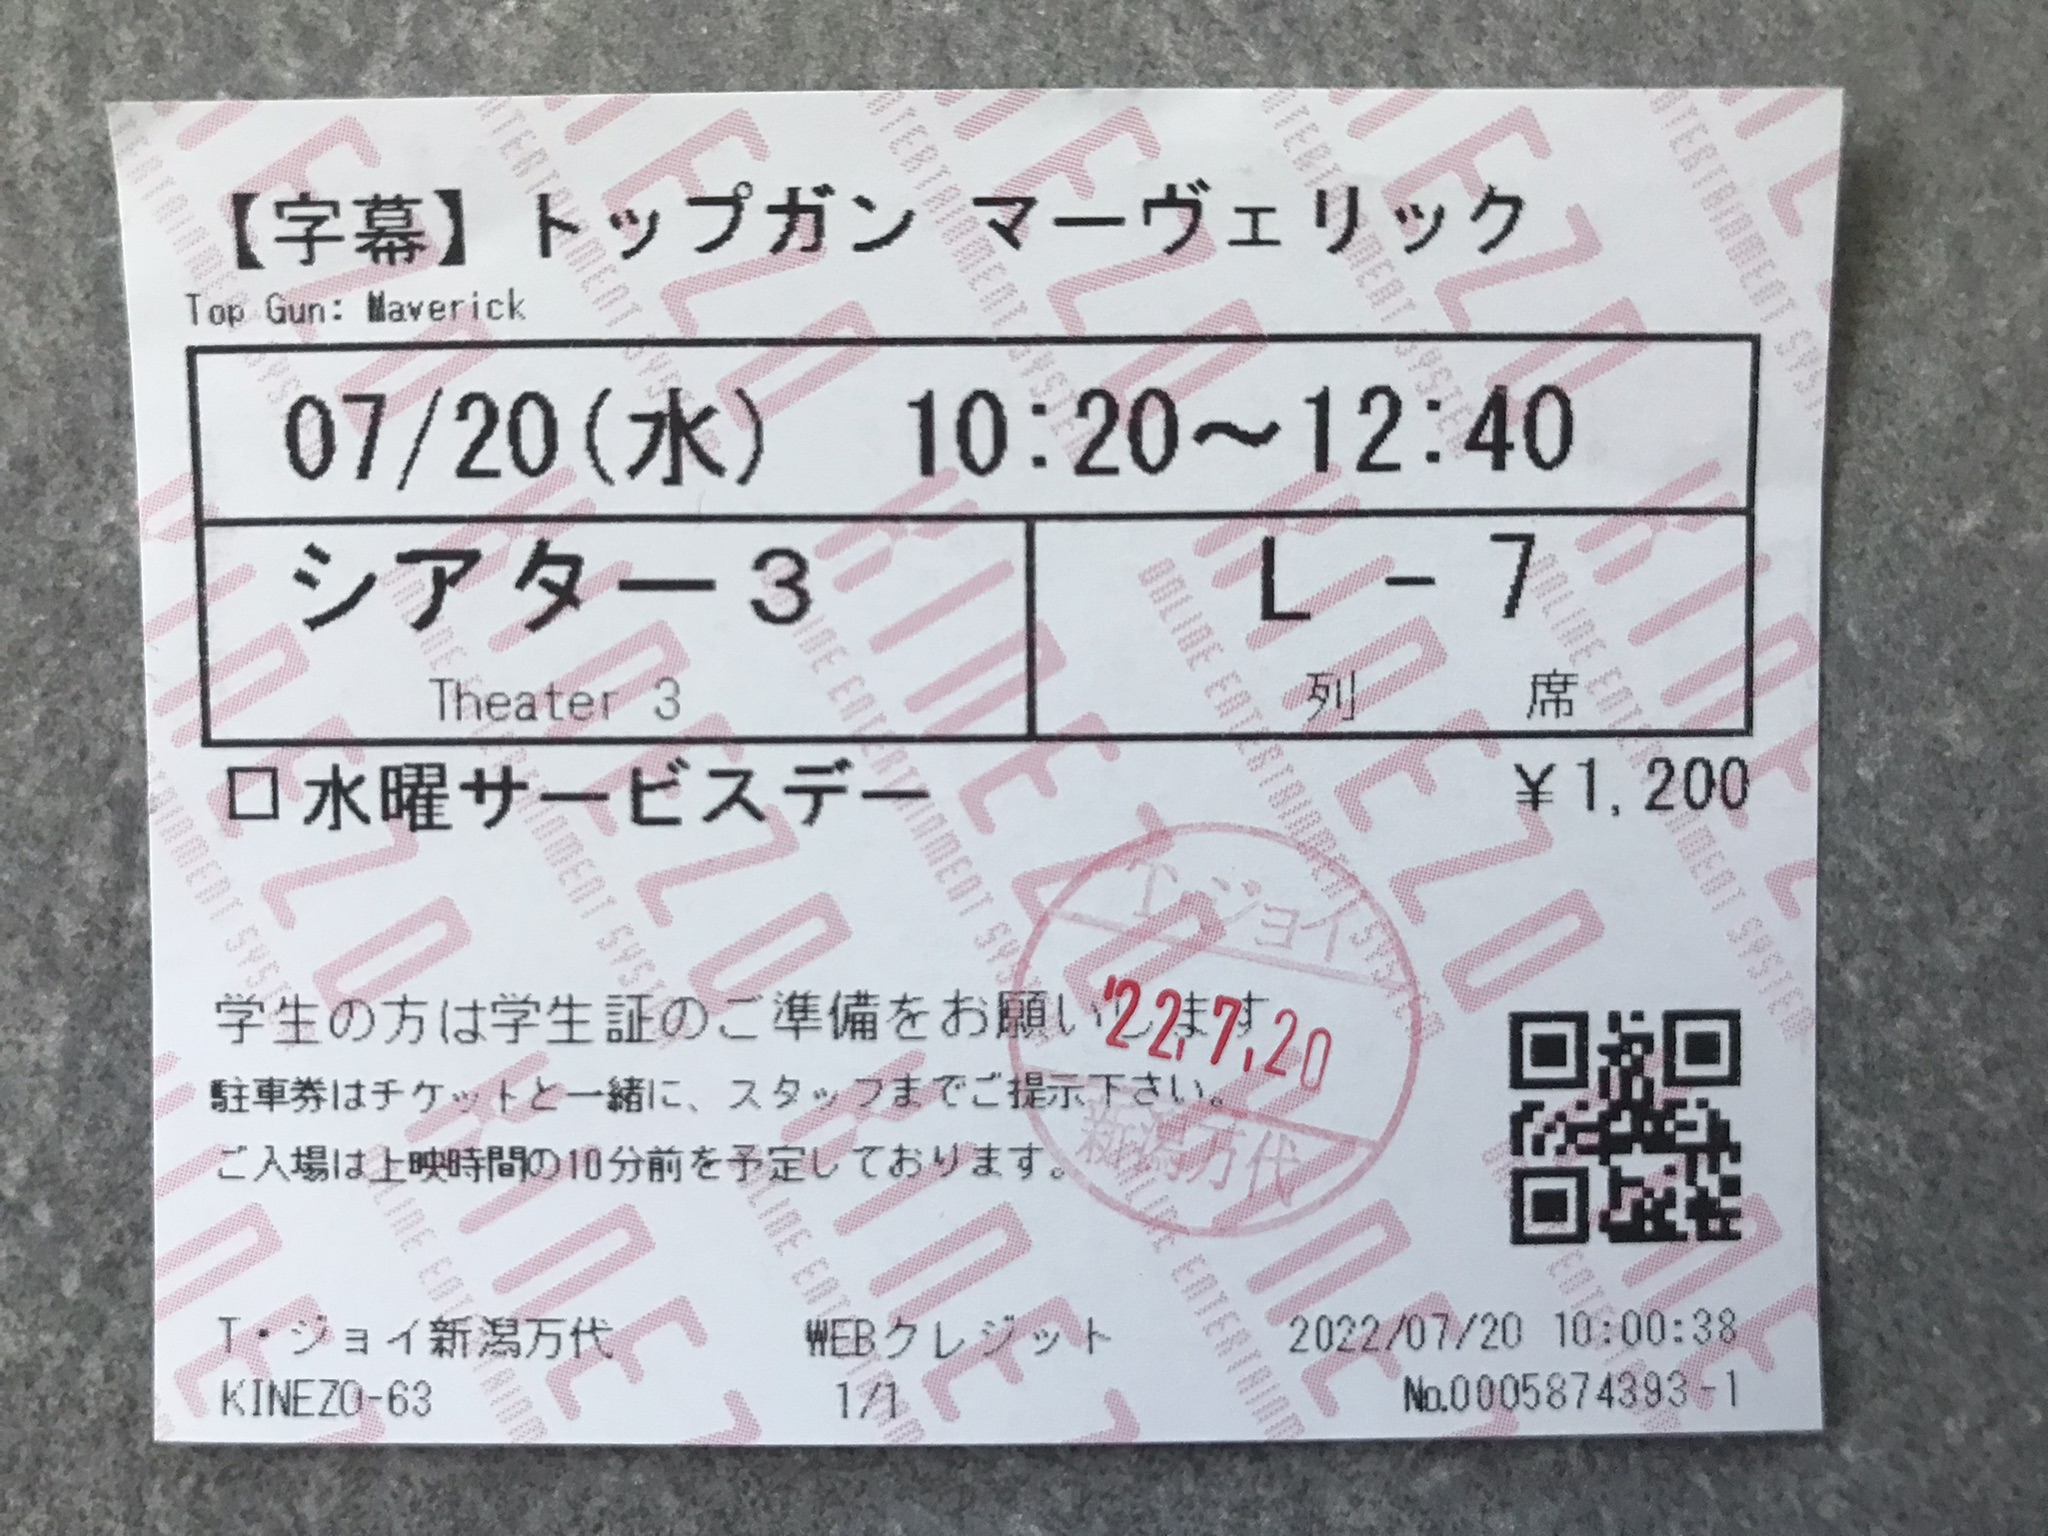 【字幕】トップガン マーヴェリック
Top Gun: Maverick
07/20(水) 10:20〜12:40
シアター3 L - 7
Theater 3 列 席
□水曜サービスデー ¥1,200
学生の方は学生証のご準備をお願いします
駐車券はチケットと一緒に、スタッフまでご提示下さい。
ご入場は上映時間の10分前を予定しております。
T・ジョイ
'22.7.20
新潟万代
T・ジョイ新潟万代 WEBクレジット 2022/07/20 10:00:38
KINEZO-63 1/1 No.0005874393-1
KINEZO
ONLINE ENTERTAINMENT SYSTEM